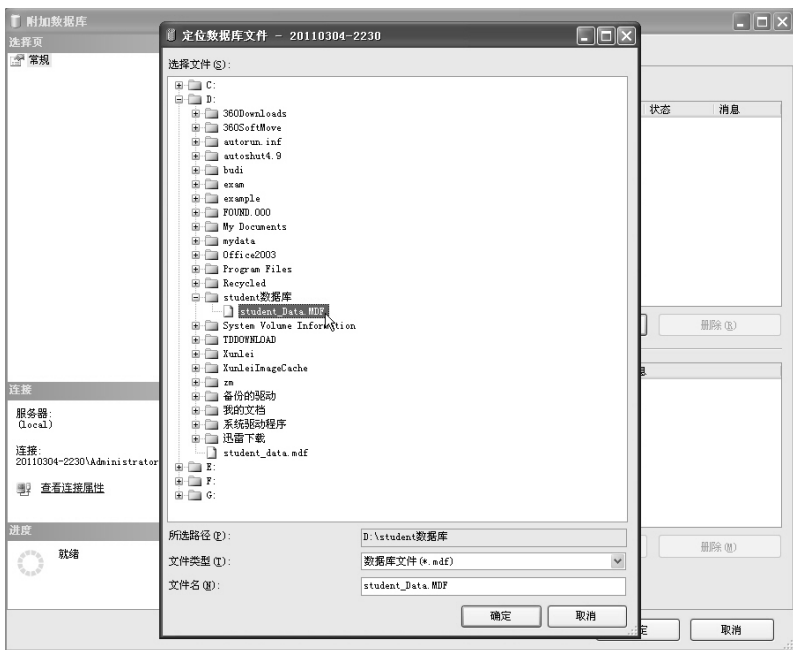 附加数据库
选择页
常规
状态 消息
删除(R)
连接
服务器:
(local)
连接:
20110304-2230\Administrator
查看连接属性
进度
就绪
删除(M)
取消
定位数据库文件 - 20110304-2230
选择文件(S):
C:
D:
360Downloads
360SoftMove
autorun.inf
autoshut4.9
budi
exam
example
FOUND.000
My Documents
mydata
Office2003
Program Files
Recycled
student数据库
student_Data.MDF
System Volume Information
TDDOWNLOAD
Xunlei
XunleiImageCache
zm
备份的驱动
我的文档
系统驱动程序
迅雷下载
student_data.mdf
E:
F:
G:
所选路径(P): D:\student数据库
文件类型(T): 数据库文件(*.mdf)
文件名(N): student_Data.MDF
确定 取消